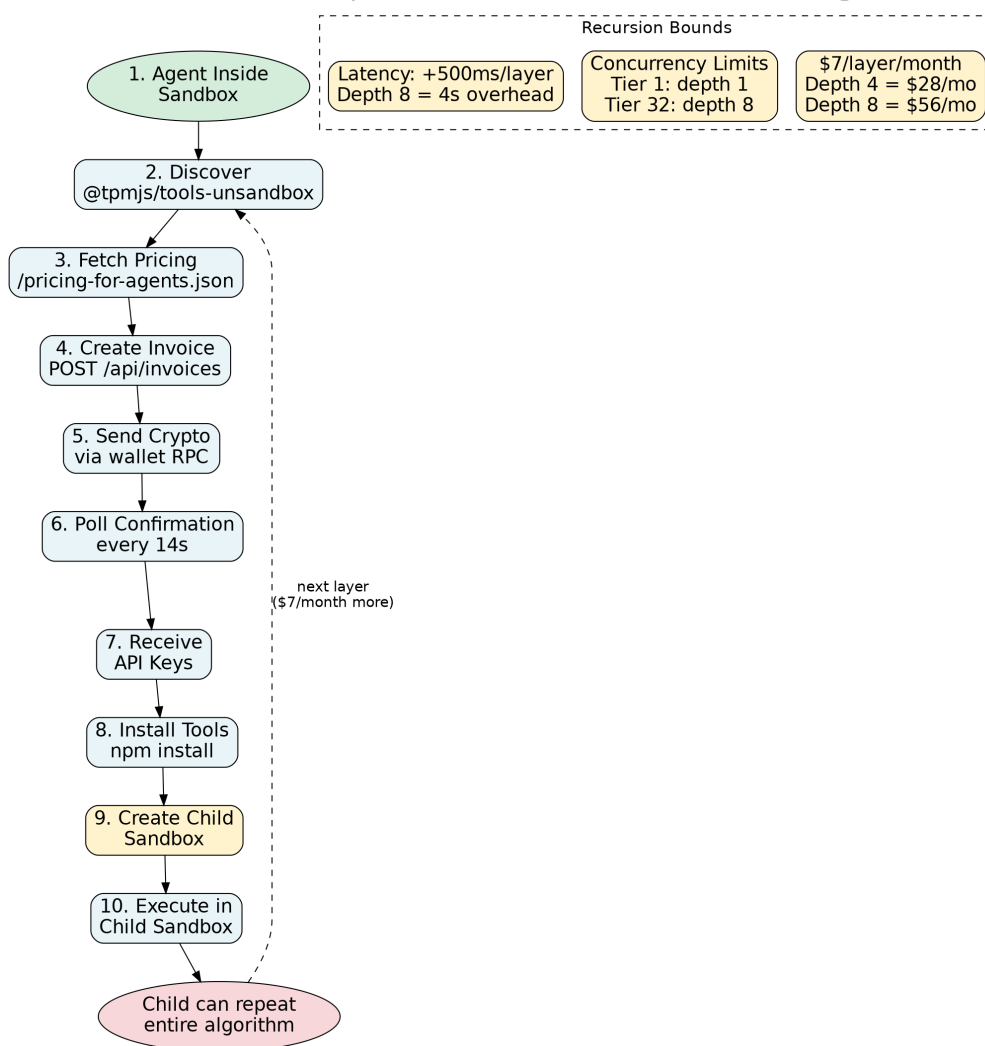 Recursion Bounds
Latency: +500ms/layer
Depth 8 = 4s overhead
Concurrency Limits
Tier 1: depth 1
Tier 32: depth 8
$7/layer/month
Depth 4 = $28/mo
Depth 8 = $56/mo
1. Agent Inside
Sandbox
2. Discover
@tpmjs/tools-unsandbox
3. Fetch Pricing
/pricing-for-agents.json
4. Create Invoice
POST /api/invoices
5. Send Crypto
via wallet RPC
6. Poll Confirmation
every 14s
next layer
($7/month more)
7. Receive
API Keys
8. Install Tools
npm install
9. Create Child
Sandbox
10. Execute in
Child Sandbox
Child can repeat
entire algorithm